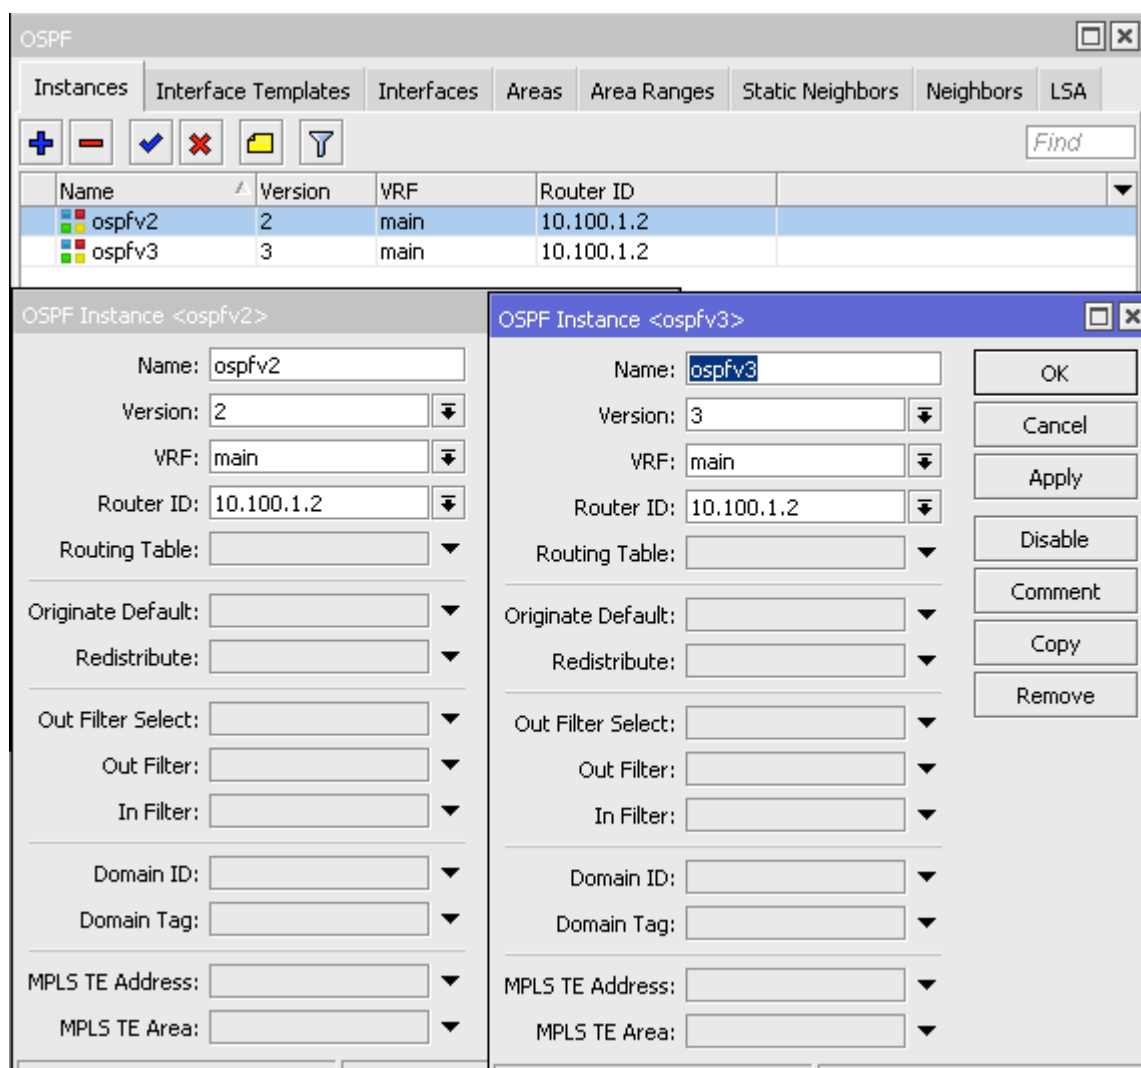 OSPF
Instances Interface Templates Interfaces Areas Area Ranges Static Neighbors Neighbors LSA
Find
Name Version VRF Router ID
ospfv2 2 main 10.100.1.2
ospfv3 3 main 10.100.1.2
OSPF Instance <ospfv2>
Name: ospfv2
Version: 2
VRF: main
Router ID: 10.100.1.2
Routing Table:
Originate Default:
Redistribute:
Out Filter Select:
Out Filter:
In Filter:
Domain ID:
Domain Tag:
MPLS TE Address:
MPLS TE Area:
OSPF Instance <ospfv3>
Name: ospfv3
Version: 3
VRF: main
Router ID: 10.100.1.2
Routing Table:
Originate Default:
Redistribute:
Out Filter Select:
Out Filter:
In Filter:
Domain ID:
Domain Tag:
MPLS TE Address:
MPLS TE Area:
OK
Cancel
Apply
Disable
Comment
Copy
Remove